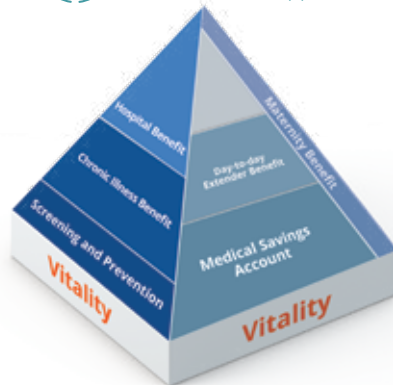 Hospital Benefit
Chronic Illness Benefit
Screening and Prevention
Maternity Benefit
Day-to-day
Extender Benefit
Medical Savings
Account
Vitality
Vitality